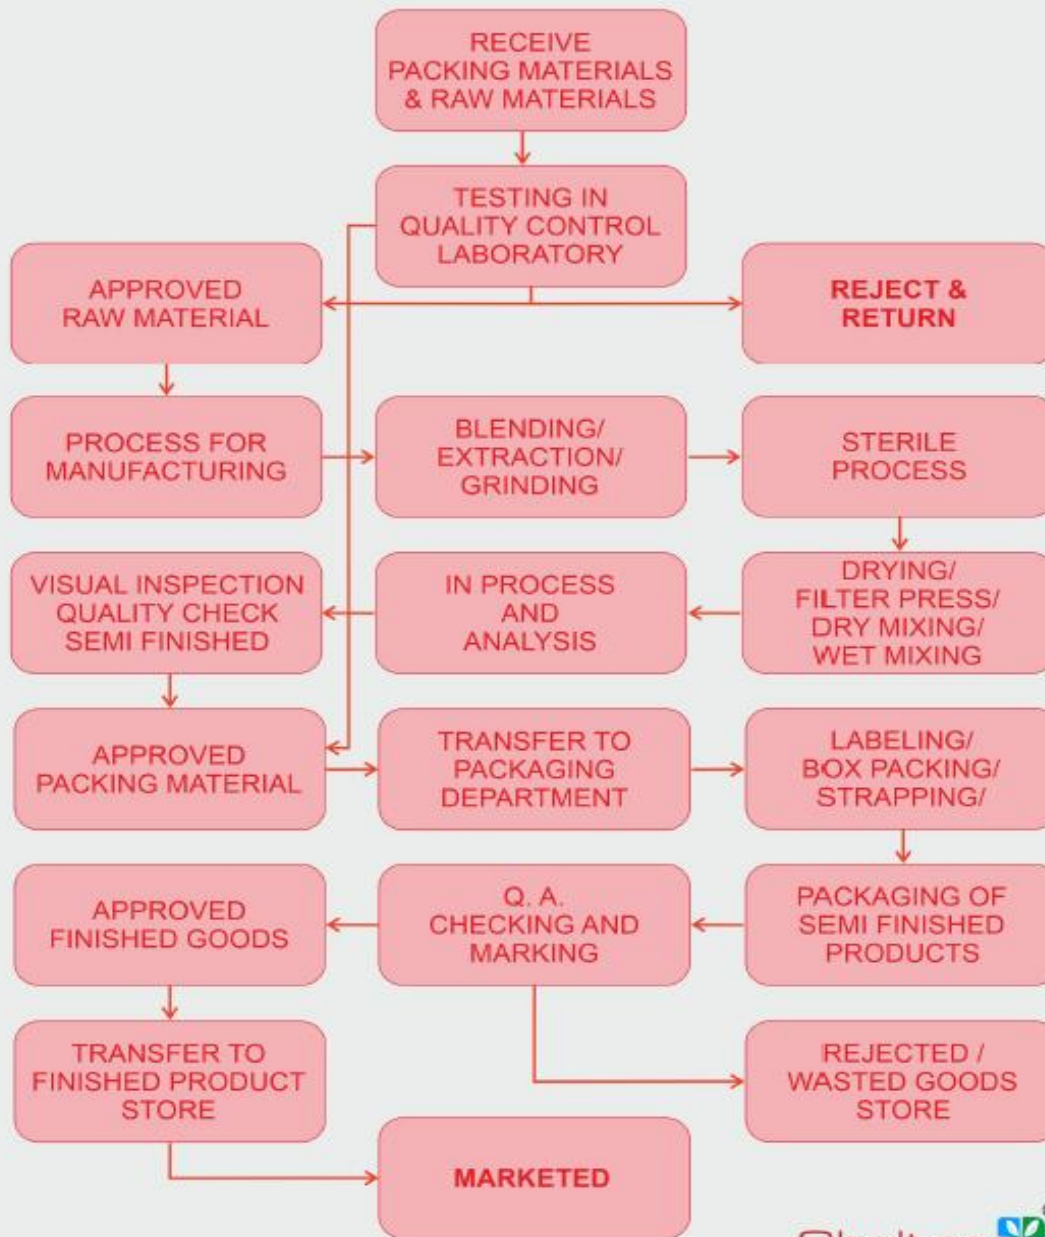 RECEIVE
PACKING MATERIALS
& RAW MATERIALS
TESTING IN
QUALITY CONTROL
LABORATORY
APPROVED
RAW MATERIAL
REJECT &
RETURN
PROCESS FOR
MANUFACTURING
BLENDING/
EXTRACTION/
GRINDING
STERILE
PROCESS
VISUAL INSPECTION
QUALITY CHECK
SEMI FINISHED
IN PROCESS
AND
ANALYSIS
DRYING/
FILTER PRESS/
DRY MIXING/
WET MIXING
APPROVED
PACKING MATERIAL
TRANSFER TO
PACKAGING
DEPARTMENT
LABELING/
BOX PACKING/
STRAPPING/
APPROVED
FINISHED GOODS
Q. A.
CHECKING AND
MARKING
PACKAGING OF
SEMI FINISHED
PRODUCTS
TRANSFER TO
FINISHED PRODUCT
STORE
REJECTED /
WASTED GOODS
STORE
MARKETED